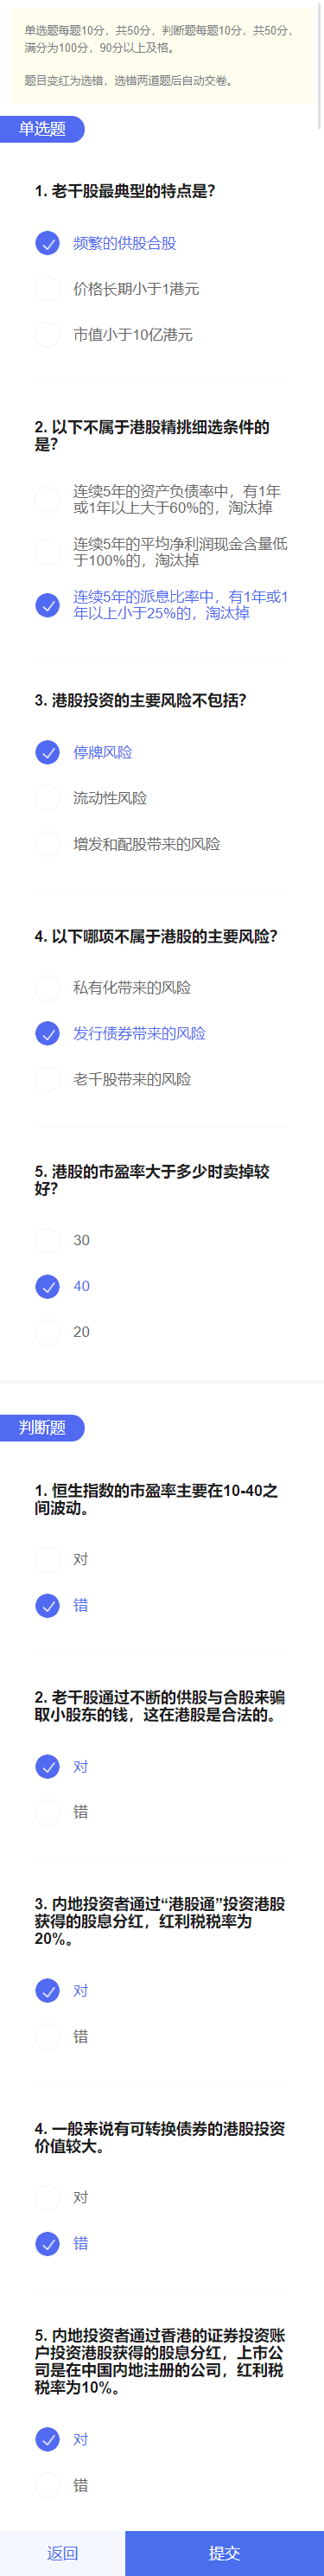 单选题每题10分，共50分，判断题每题10分，共50分，
满分为100分，90分以上及格。
题目变红为选错，选错两道题后自动交卷。
单选题
1. 老千股最典型的特点是？
频繁的供股合股
价格长期小于1港元
市值小于10亿港元
2. 以下不属于港股精挑细选条件的
是？
连续5年的资产负债率中，有1年
或1年以上大于60%的，淘汰掉
连续5年的平均净利润现金含量低
于100%的，淘汰掉
连续5年的派息比率中，有1年或1
年以上小于25%的，淘汰掉
3. 港股投资的主要风险不包括？
停牌风险
流动性风险
增发和配股带来的风险
4. 以下哪项不属于港股的主要风险？
私有化带来的风险
发行债券带来的风险
老千股带来的风险
5. 港股的市盈率大于多少时卖掉较
好？
30
40
20
判断题
1. 恒生指数的市盈率主要在10-40之
间波动。
对
错
2. 老千股通过不断的供股与合股来骗
取小股东的钱，这在港股是合法的。
对
错
3. 内地投资者通过“港股通”投资港股
获得的股息分红，红利税税率为
20%。
对
错
4. 一般来说有可转换债券的港股投资
价值较大。
对
错
5. 内地投资者通过香港的证券投资账
户投资港股获得的股息分红，上市公
司是在中国内地注册的公司，红利税
税率为10%。
对
错
返回
提交